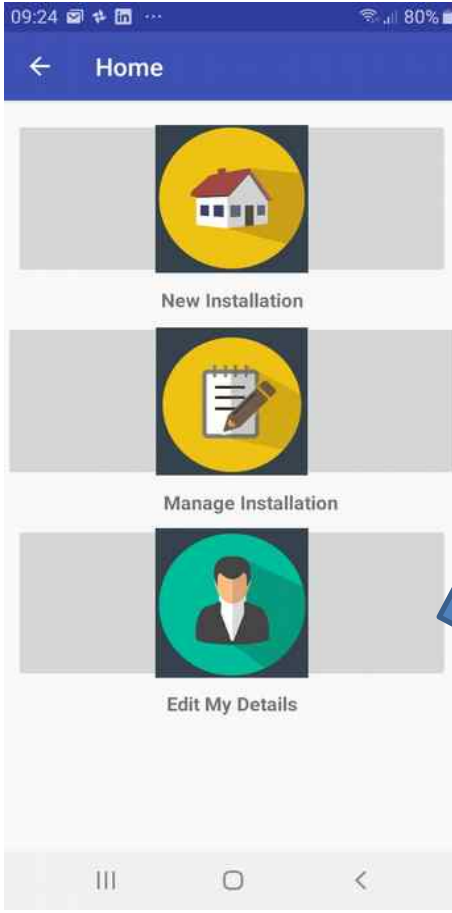 09:24 ... 80%
Home
New Installation
Manage Installation
Edit My Details